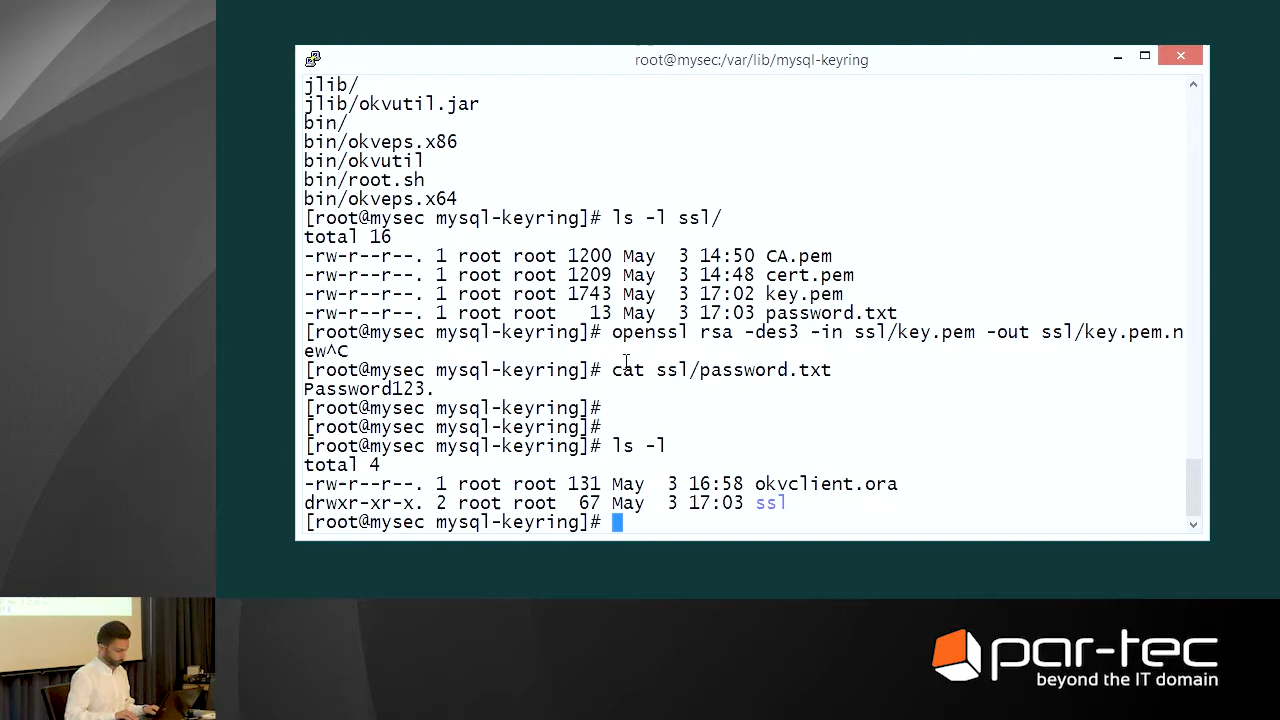 root@mysec:/var/lib/mysql-keyring
jlib/
jlib/okvutil.jar
bin/
bin/okveps.x86
bin/okvutil
bin/root.sh
bin/okveps.x64
[root@mysec mysql-keyring]# ls -l ssl/
total 16
-rw-r--r--. 1 root root 1200 May  3 14:50 CA.pem
-rw-r--r--. 1 root root 1209 May  3 14:48 cert.pem
-rw-r--r--. 1 root root 1743 May  3 17:02 key.pem
-rw-r--r--. 1 root root   13 May  3 17:03 password.txt
[root@mysec mysql-keyring]# openssl rsa -des3 -in ssl/key.pem -out ssl/key.pem.n
ew^C
[root@mysec mysql-keyring]# cat ssl/password.txt
Password123.
[root@mysec mysql-keyring]#
[root@mysec mysql-keyring]#
[root@mysec mysql-keyring]# ls -l
total 4
-rw-r--r--. 1 root root 131 May  3 16:58 okvclient.ora
drwxr-xr-x. 2 root root  67 May  3 17:03 ssl
[root@mysec mysql-keyring]#
par-tec
beyond the IT domain